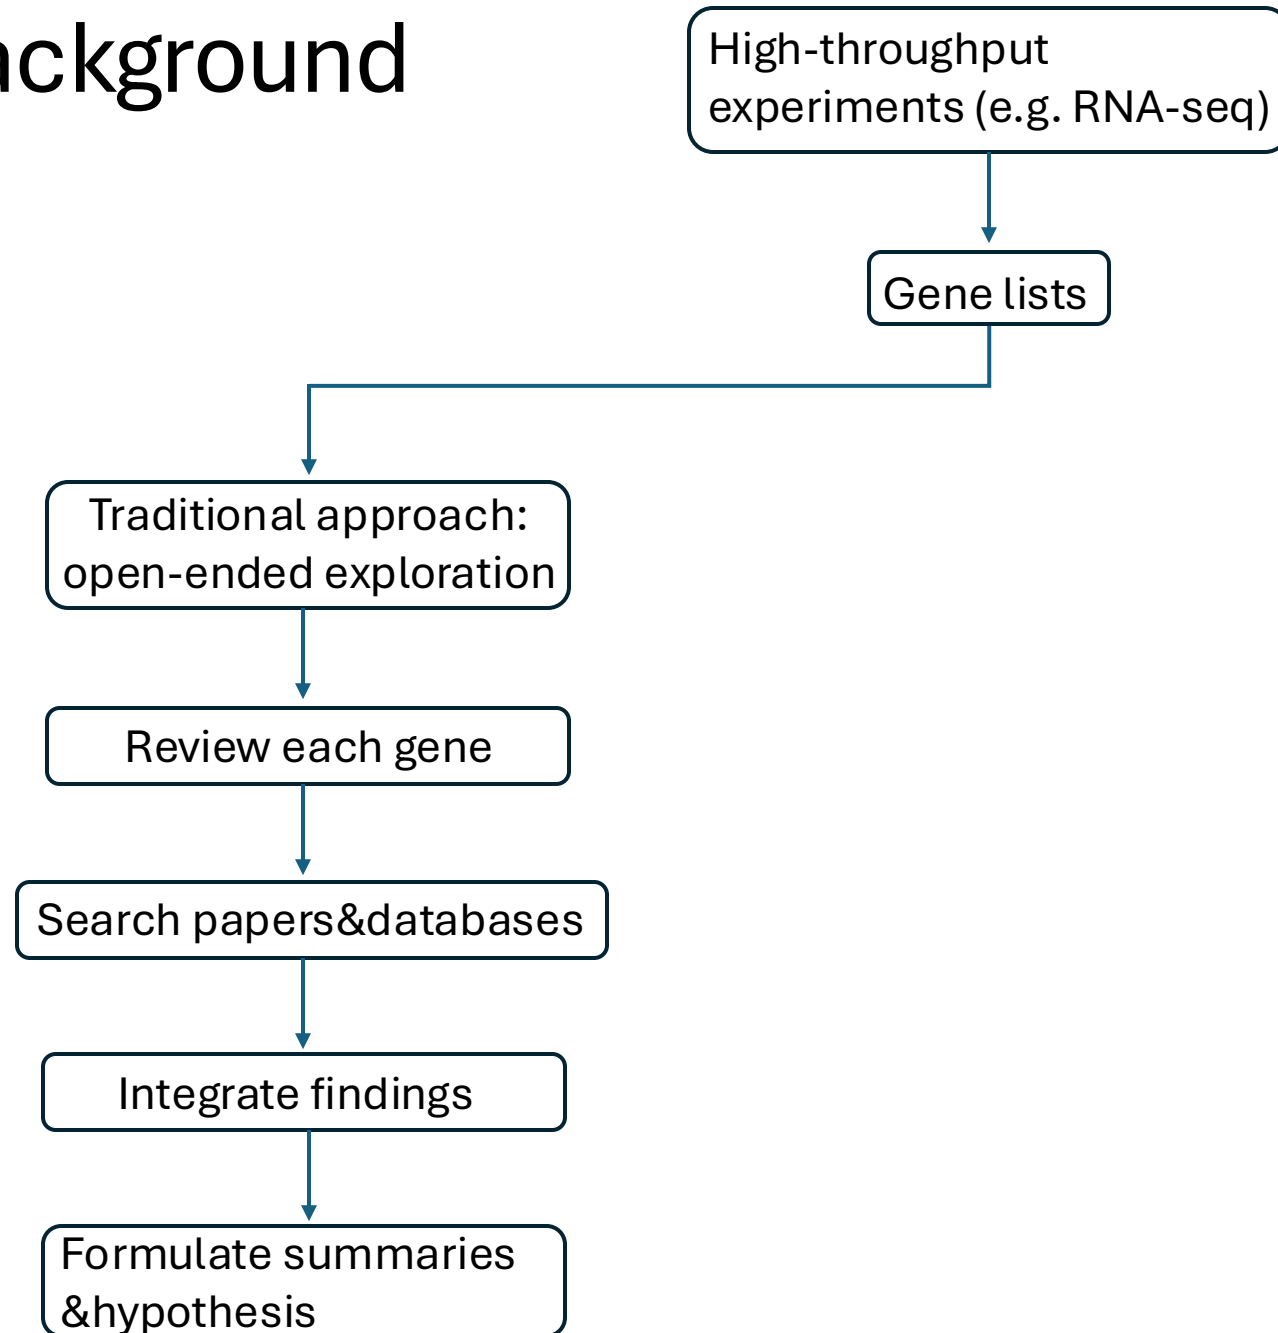 ackground
High-throughput
experiments (e.g. RNA-seq)
Gene lists
Traditional approach:
open-ended exploration
Review each gene
Search papers&databases
Integrate findings
Formulate summaries
&hypothesis